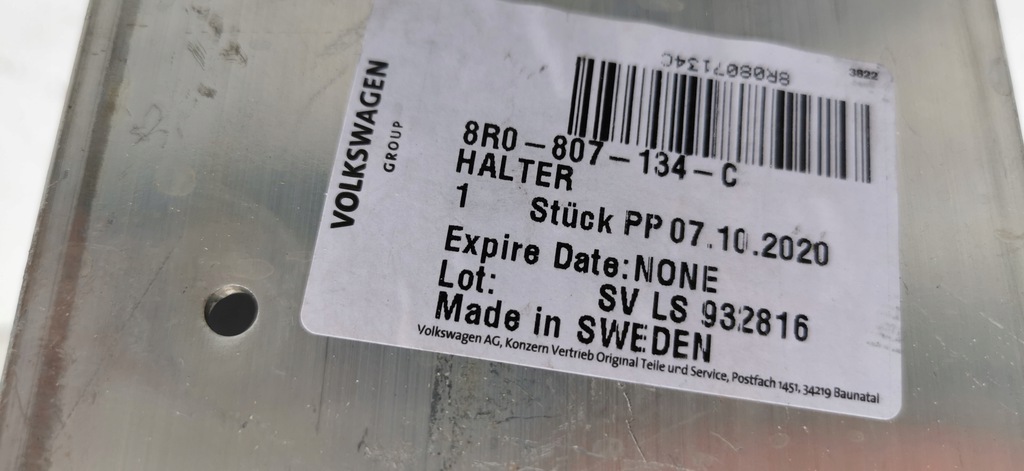 VOLKSWAGEN
GROUP
3822
8R0807134C
8R0-807-134-C
HALTER
1 Stück PP 07.10.2020
Expire Date:NONE
Lot: SV LS 932816
Made in SWEDEN
Volkswagen AG, Konzern Vertrieb Original Teile und Service, Postfach 1451, 34219 Baunatal